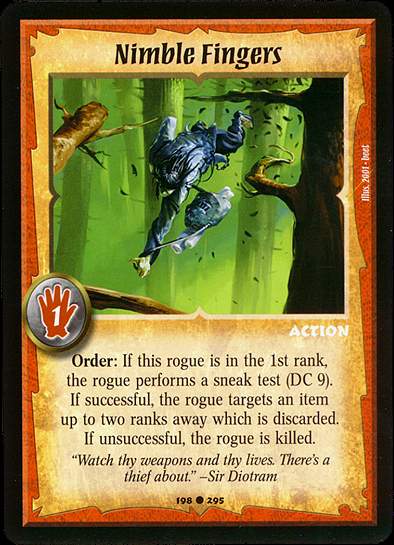 Nimble Fingers
Illus. 2001 • beet
1
ACTION
Order: If this rogue is in the 1st rank,
the rogue performs a sneak test (DC 9).
If successful, the rogue targets an item
up to two ranks away which is discarded.
If unsuccessful, the rogue is killed.
“Watch thy weapons and thy lives. There’s a
thief about.” –Sir Diotram
198 ● 295